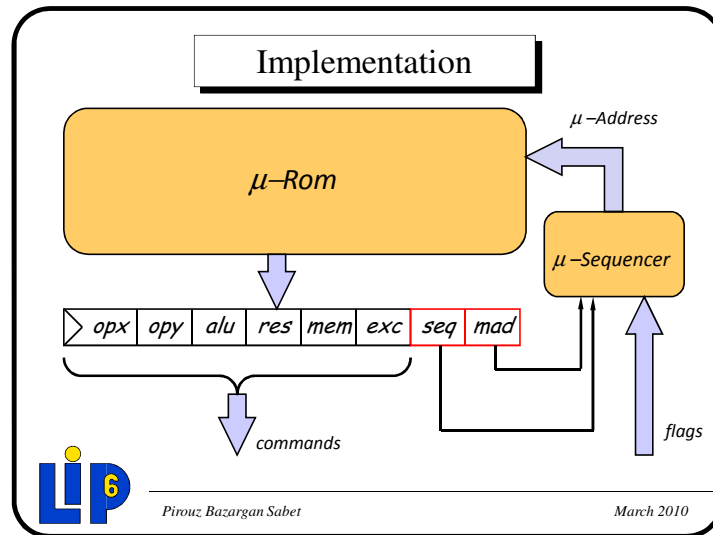 Implementation
μ–Address
μ–Rom
μ–Sequencer
opx opy alu res mem exc seq mad
commands
flags
LIP6
Pirouz Bazargan Sabet
March 2010